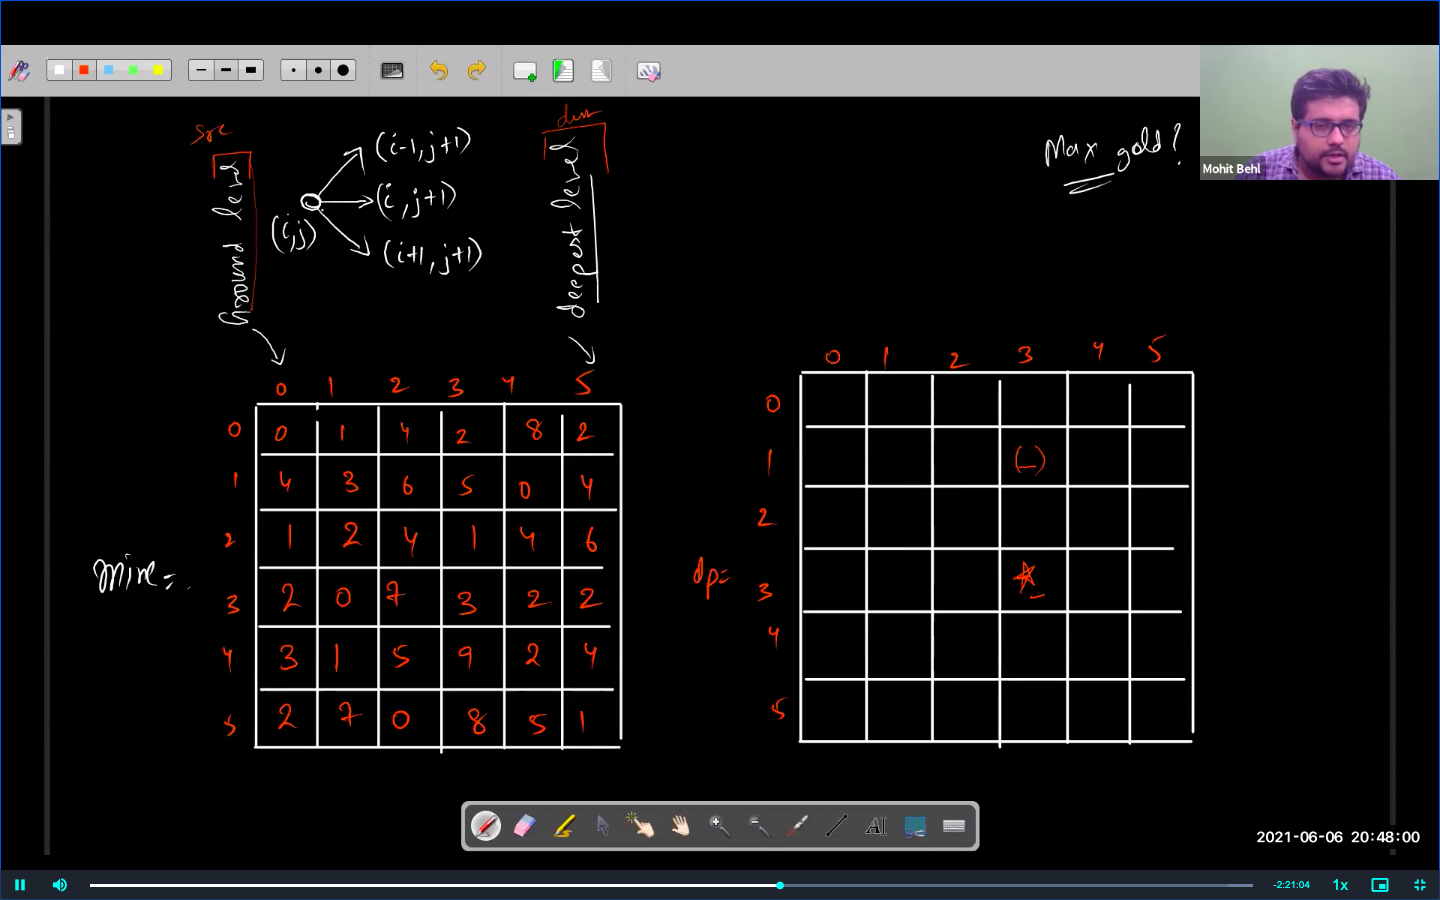 src
dest
Ground level
(i,j)
(i-1, j+1)
(i, j+1)
(i+1, j+1)
deepest level
Max gold?
Mohit Behl
0 1 2 3 4 5
0 0 1 4 2 8 2
1 4 3 6 5 0 4
2 1 2 4 1 4 6
mine=
3 2 0 7 3 2 2
4 3 1 5 9 2 4
5 2 7 0 8 5 1
0 1 2 3 4 5
0
1 (-)
2
dp=
3
4
5
AI
2021-06-06 20:48:00
-2:21:04
1x